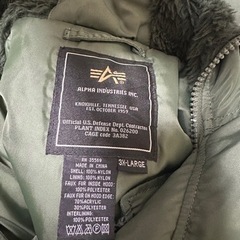 ALPHA INDUSTRIES INC.
KNOXVILLE, TENNESSEE, USA
EST. OCTOBER 1959
Official U.S. Defense Dept. Contractor
PLANT INDEX No. 026200
CAGE code 3A382
3X-LARGE
RN 35569
MADE IN CHINA
SHELL: 100% NYLON
LINING: 100% NYLON
FAUX FUR INSIDE HOOD
100% POLYESTER
FAUX FUR ON HOOD
70% ACRYLIC
30% POLYESTER
100% POLYESTER